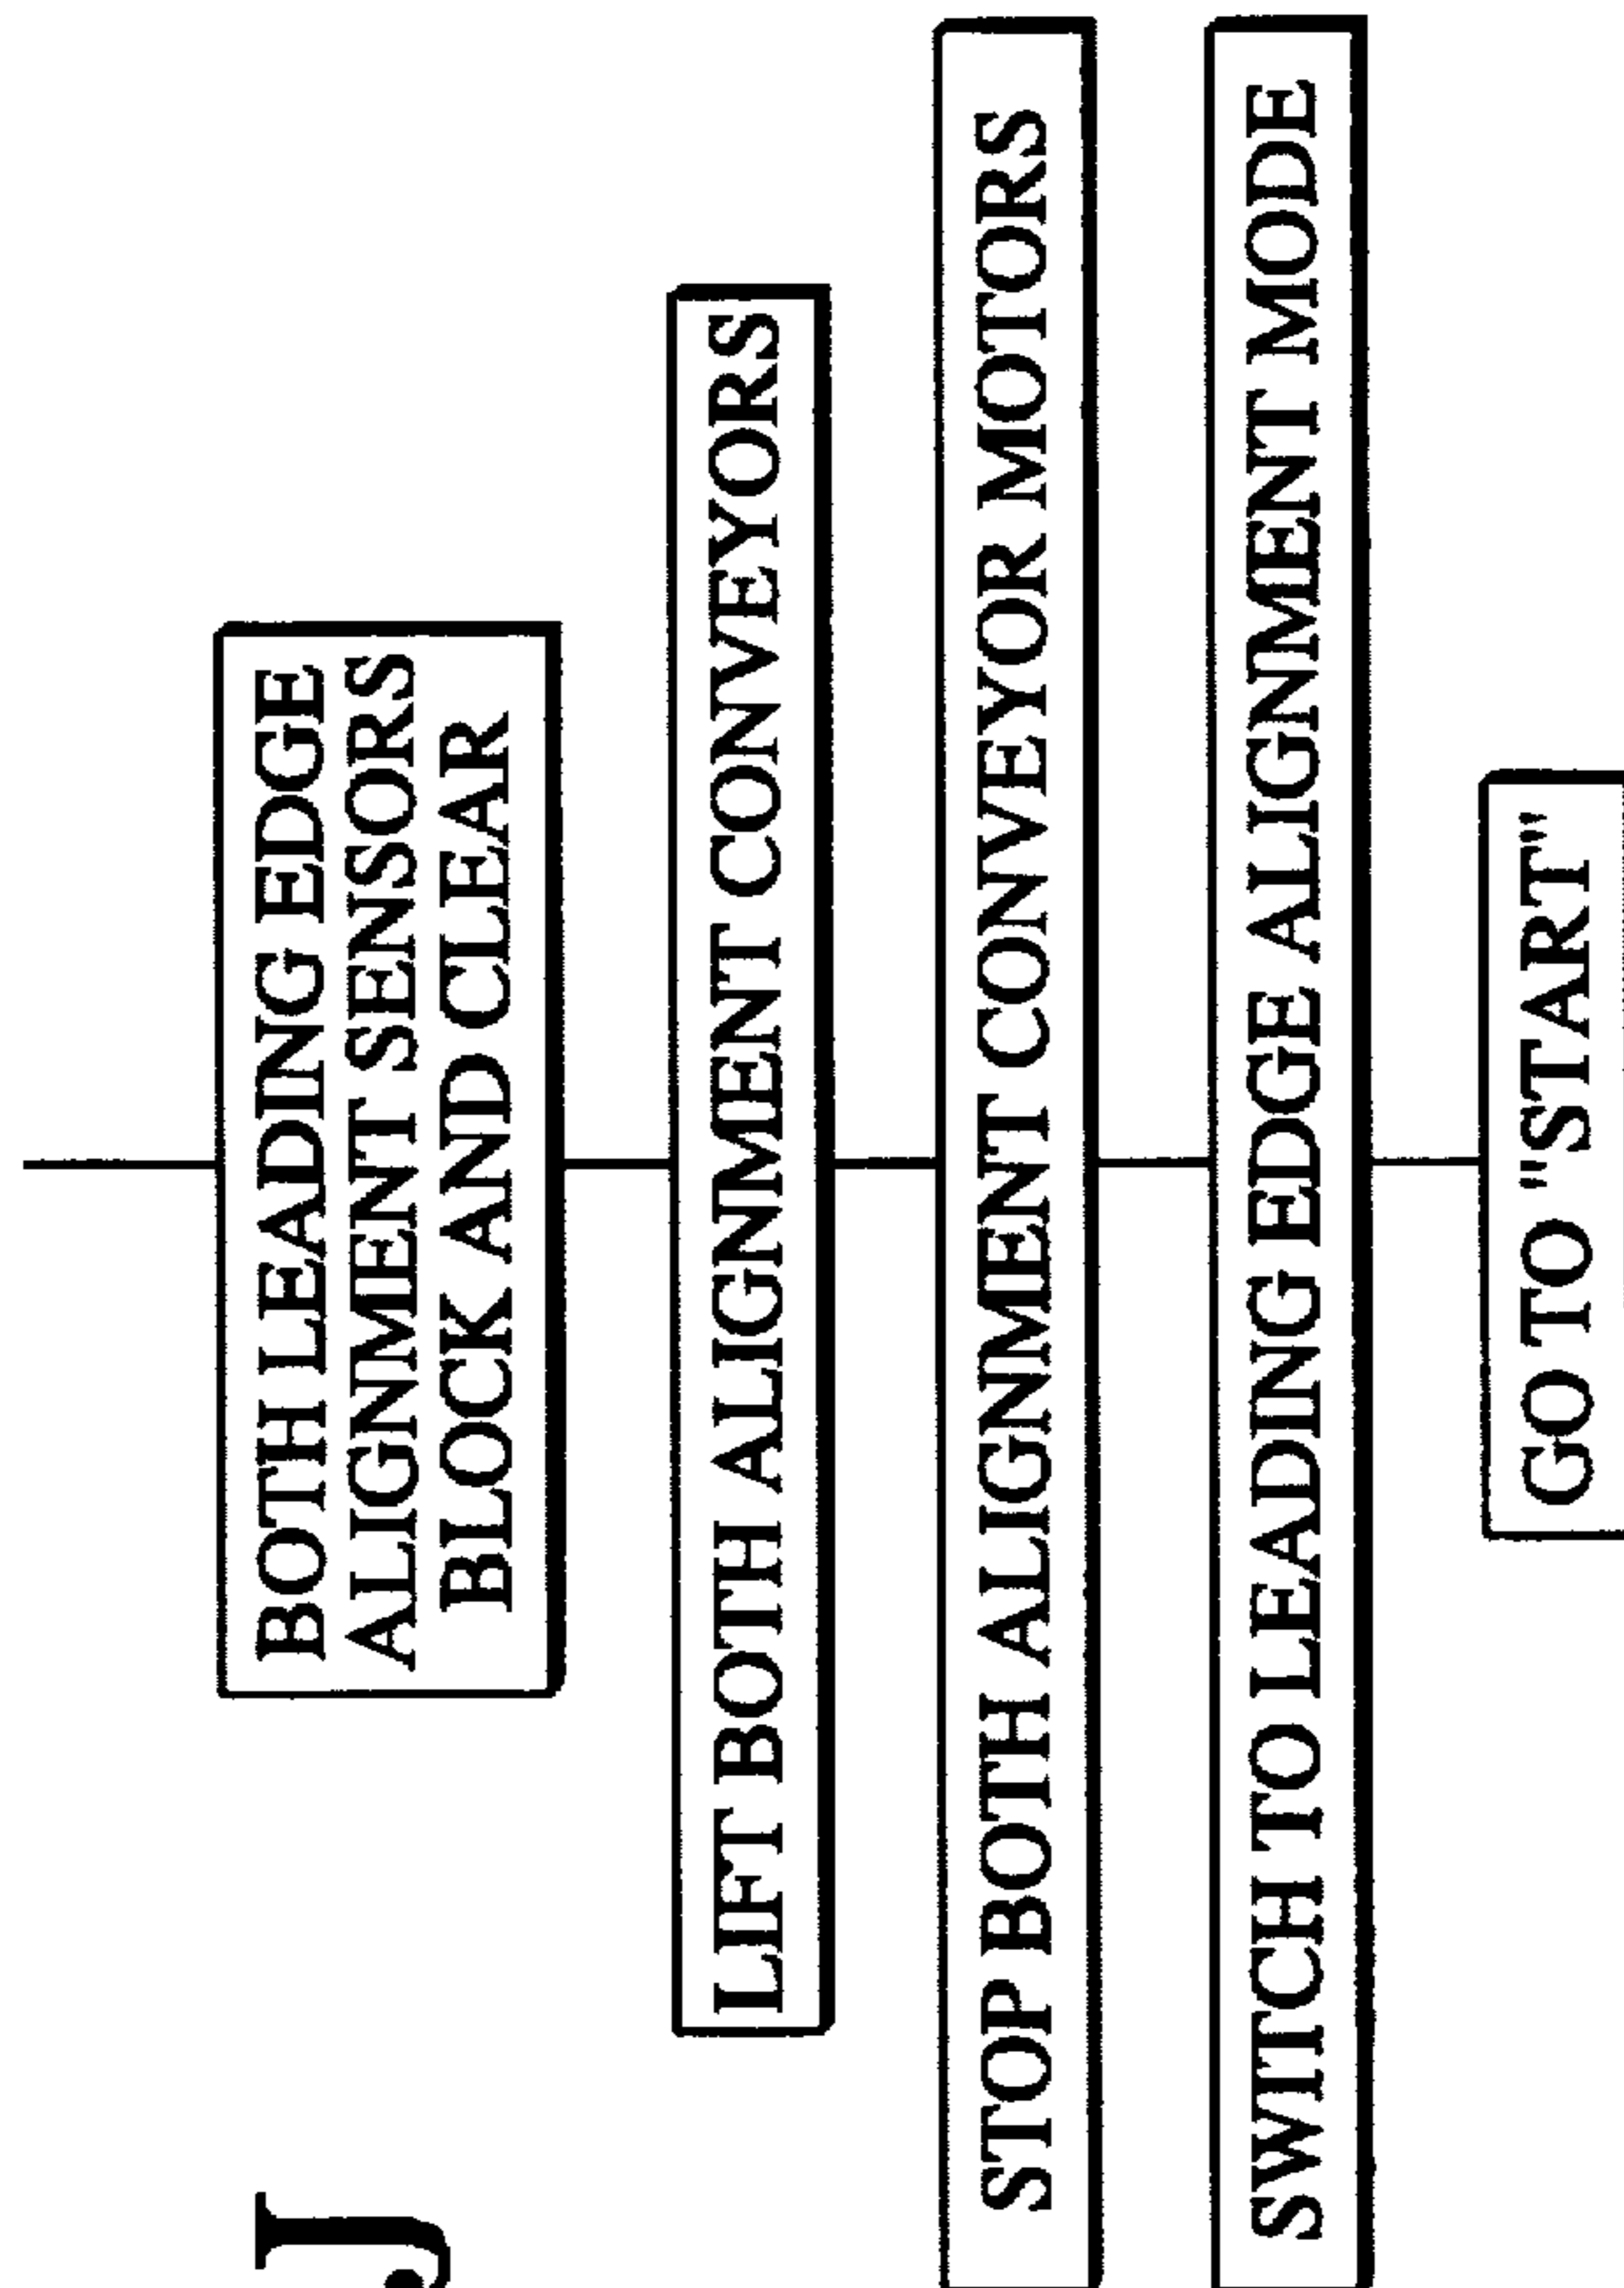 J
BOTH LEADING EDGE
ALIGNMENT SENSORS
BLOCK AND CLEAR
LIFT BOTH ALIGNMENT CONVEYORS
STOP BOTH ALIGNMENT CONVEYOR MOTORS
SWITCH TO LEADING EDGE ALIGNMENT MODE
GO TO "START"